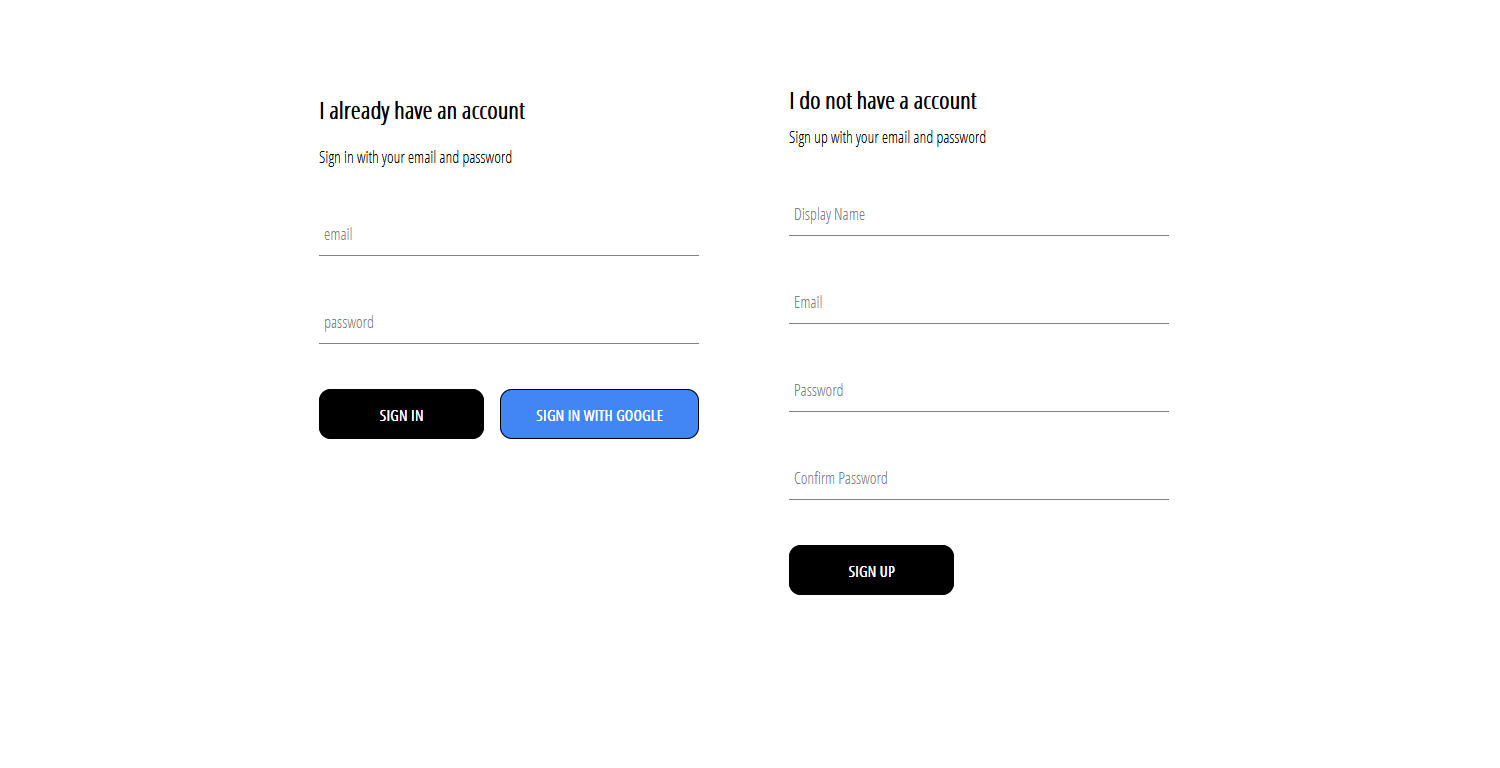 I already have an account
Sign in with your email and password
email
password
SIGN IN
SIGN IN WITH GOOGLE
I do not have a account
Sign up with your email and password
Display Name
Email
Password
Confirm Password
SIGN UP